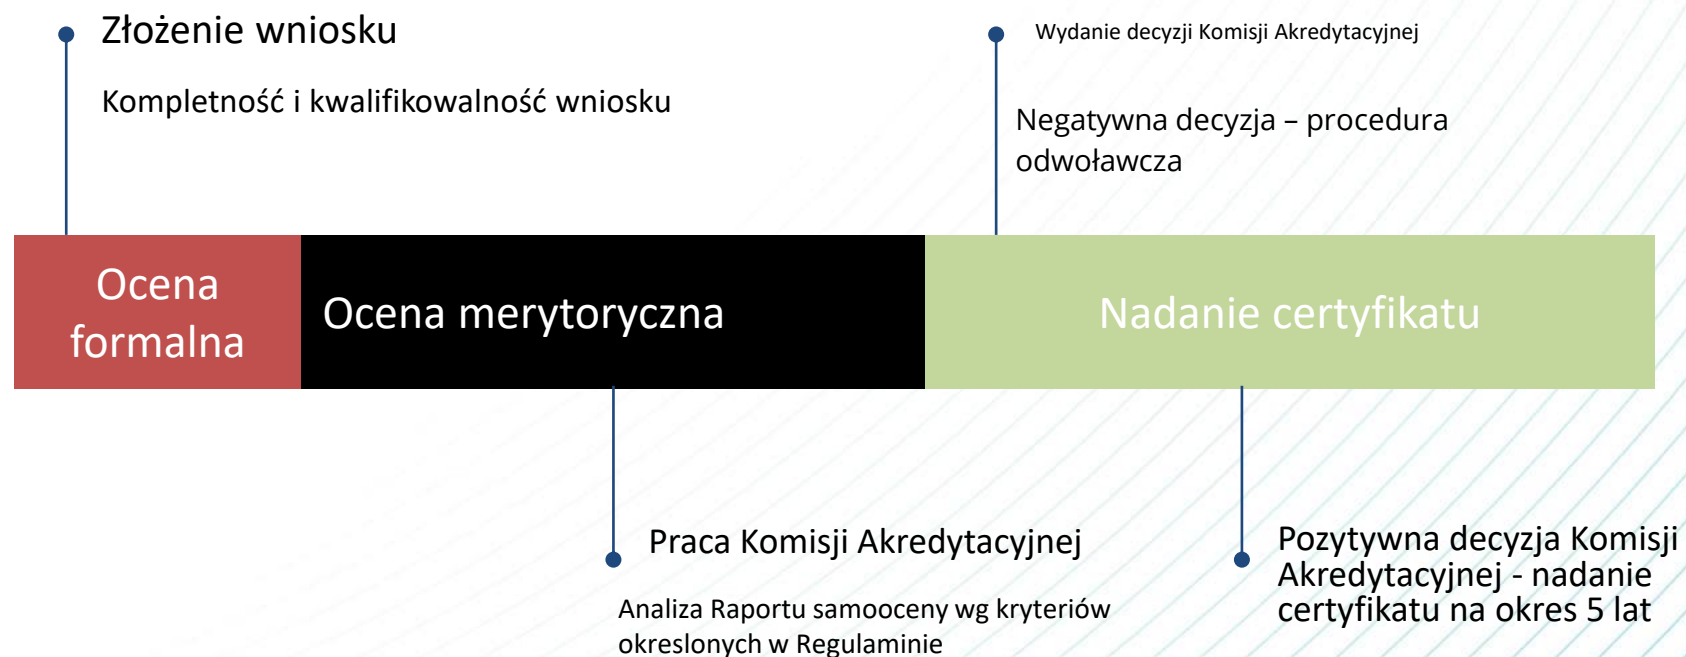 Złożenie wniosku
Kompletność i kwalifikowalność wniosku
Wydanie decyzji Komisji Akredytacyjnej
Negatywna decyzja – procedura
odwoławcza
Ocena
formalna
Ocena merytoryczna
Nadanie certyfikatu
Praca Komisji Akredytacyjnej
Analiza Raportu samooceny wg kryteriów
okreslonych w Regulaminie
Pozytywna decyzja Komisji
Akredytacyjnej - nadanie
certyfikatu na okres 5 lat